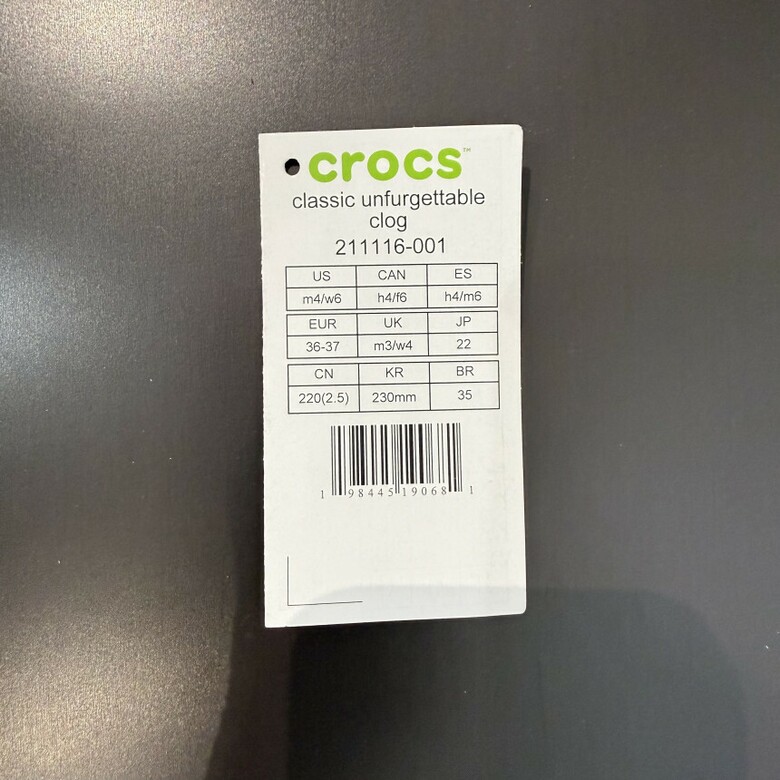 crocs™
classic unfurgettable
clog
211116-001
US CAN ES
m4/w6 h4/f6 h4/m6
EUR UK JP
36-37 m3/w4 22
CN KR BR
220(2.5) 230mm 35
1 98445 19068 1